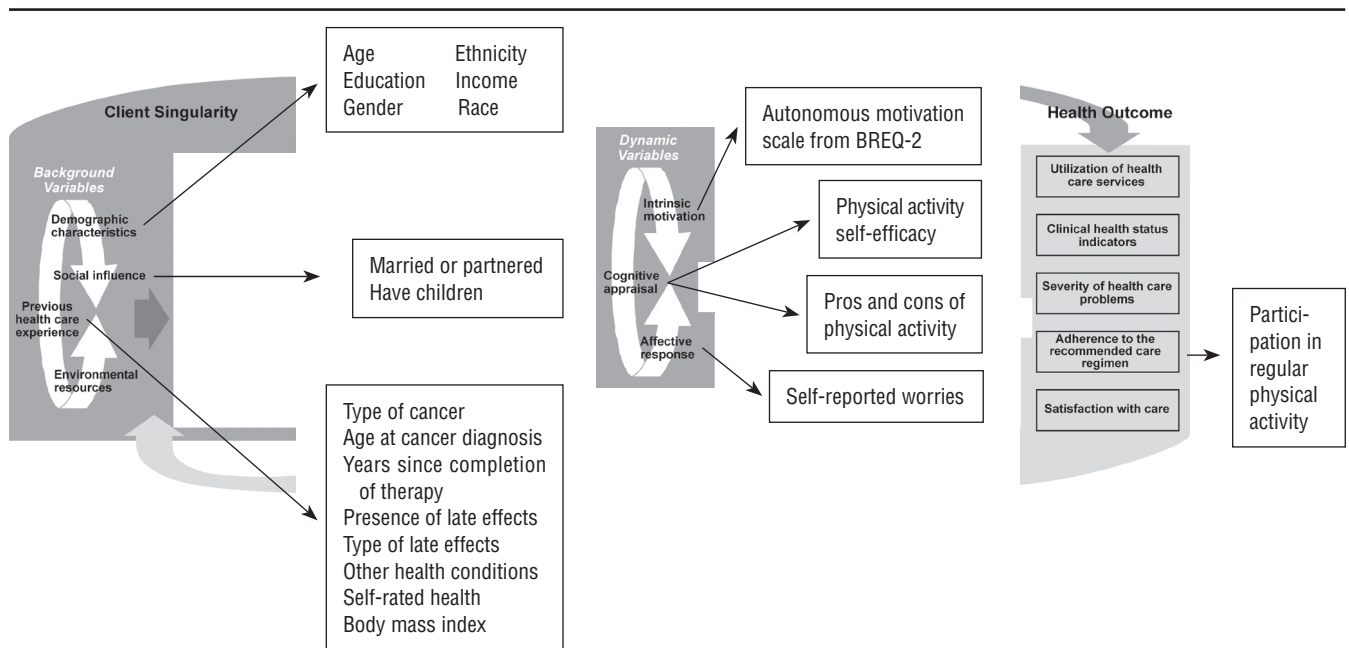 Client Singularity
Background
Variables
Demographic
characteristics
Social influence
Previous
health care
experience
Environmental
resources
Age Ethnicity
Education Income
Gender Race
Married or partnered
Have children
Type of cancer
Age at cancer diagnosis
Years since completion
of therapy
Presence of late effects
Type of late effects
Other health conditions
Self-rated health
Body mass index
Dynamic
Variables
Intrinsic
motivation
Cognitive
appraisal
Affective
response
Autonomous motivation
scale from BREQ-2
Physical activity
self-efficacy
Pros and cons of
physical activity
Self-reported worries
Health Outcome
Utilization of health
care services
Clinical health status
indicators
Severity of health care
problems
Adherence to the
recommended care
regimen
Satisfaction with care
Partici-
pation in
regular
physical
activity